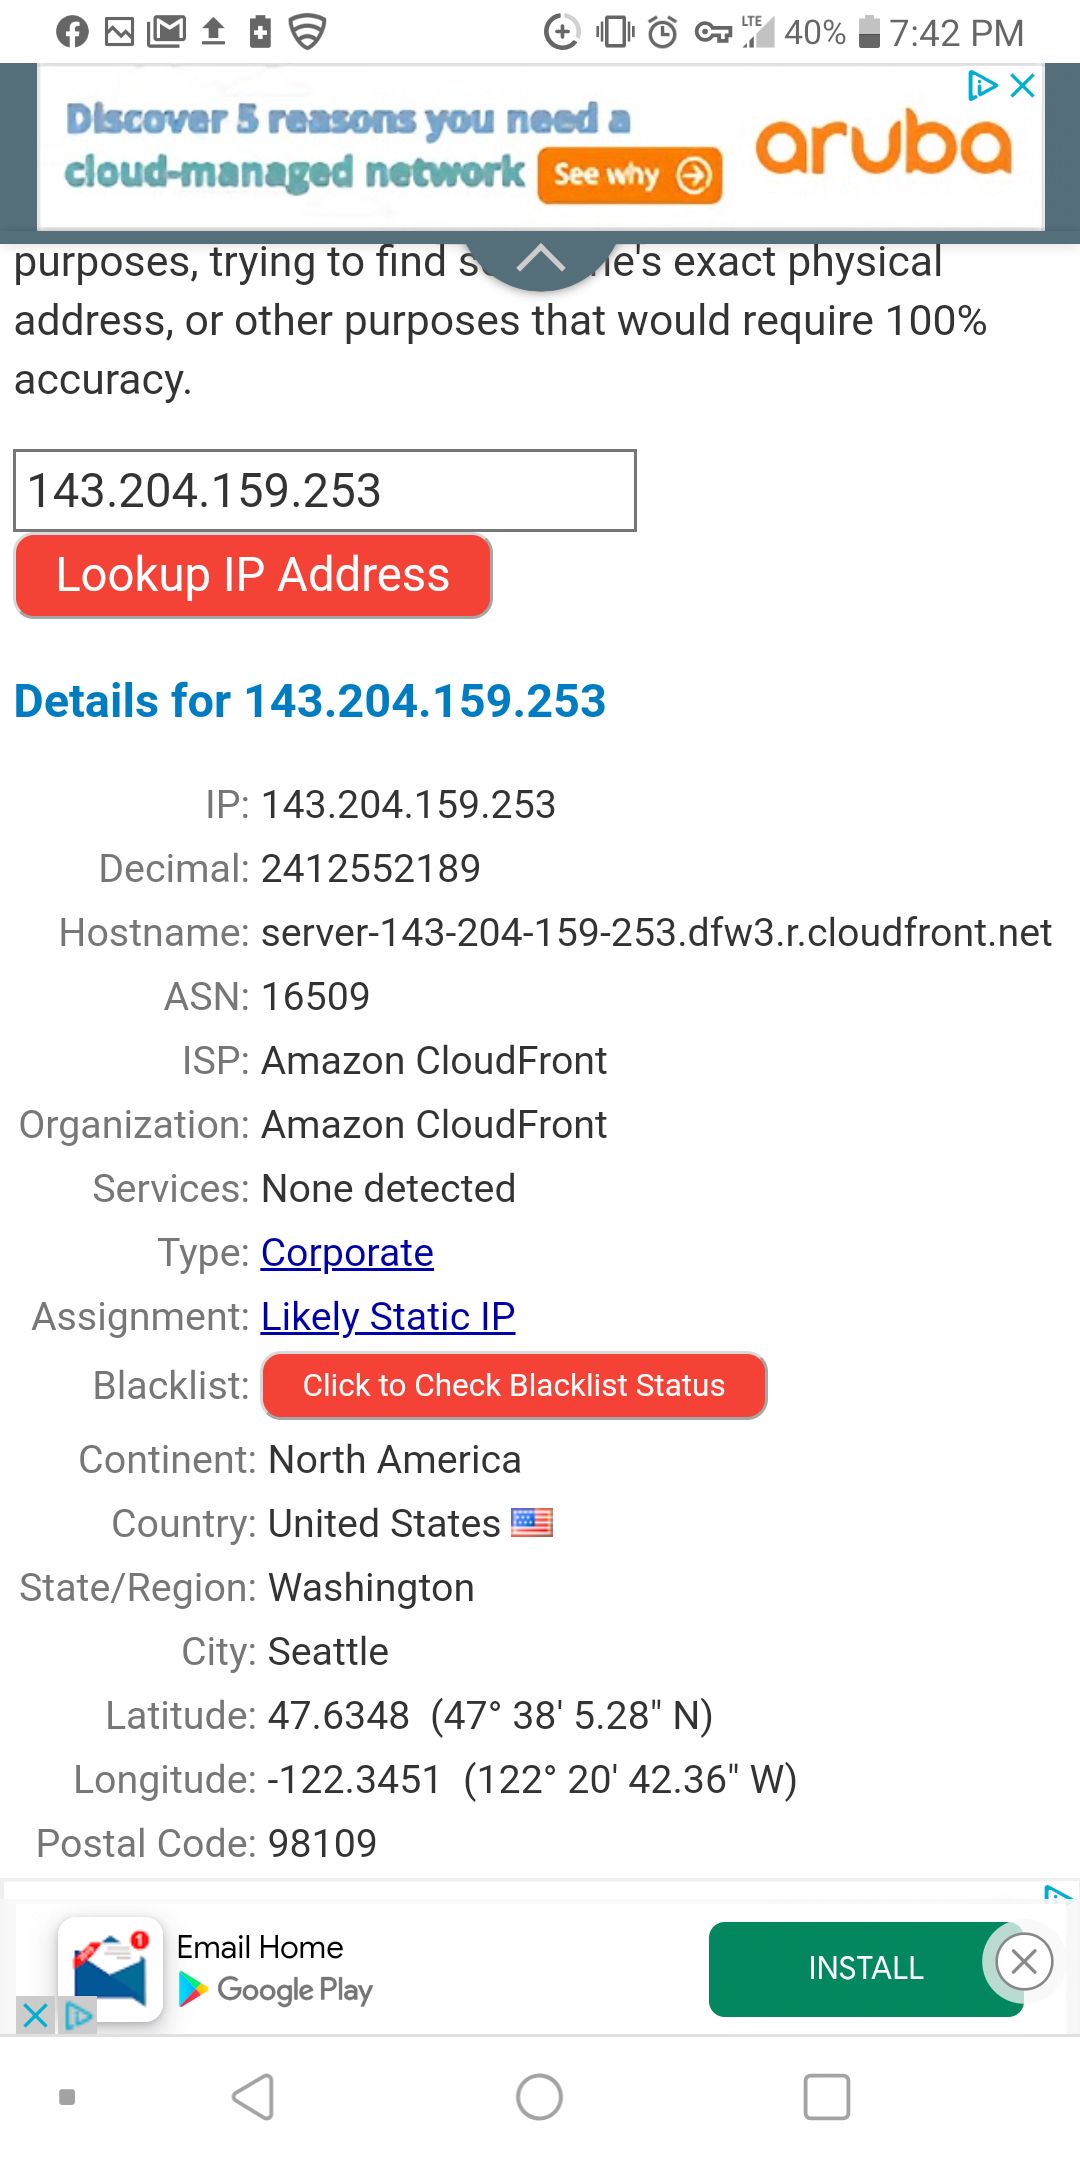 LTE 40% 7:42 PM
Discover 5 reasons you need a
cloud-managed network See why
aruba
purposes, trying to find exact physical
address, or other purposes that would require 100%
accuracy.
143.204.159.253
Lookup IP Address
Details for 143.204.159.253
IP: 143.204.159.253
Decimal: 2412552189
Hostname: server-143-204-159-253.dfw3.r.cloudfront.net
ASN: 16509
ISP: Amazon CloudFront
Organization: Amazon CloudFront
Services: None detected
Type: Corporate
Assignment: Likely Static IP
Blacklist: Click to Check Blacklist Status
Continent: North America
Country: United States
State/Region: Washington
City: Seattle
Latitude: 47.6348 (47° 38' 5.28" N)
Longitude: -122.3451 (122° 20' 42.36" W)
Postal Code: 98109
1
Email Home
Google Play
INSTALL